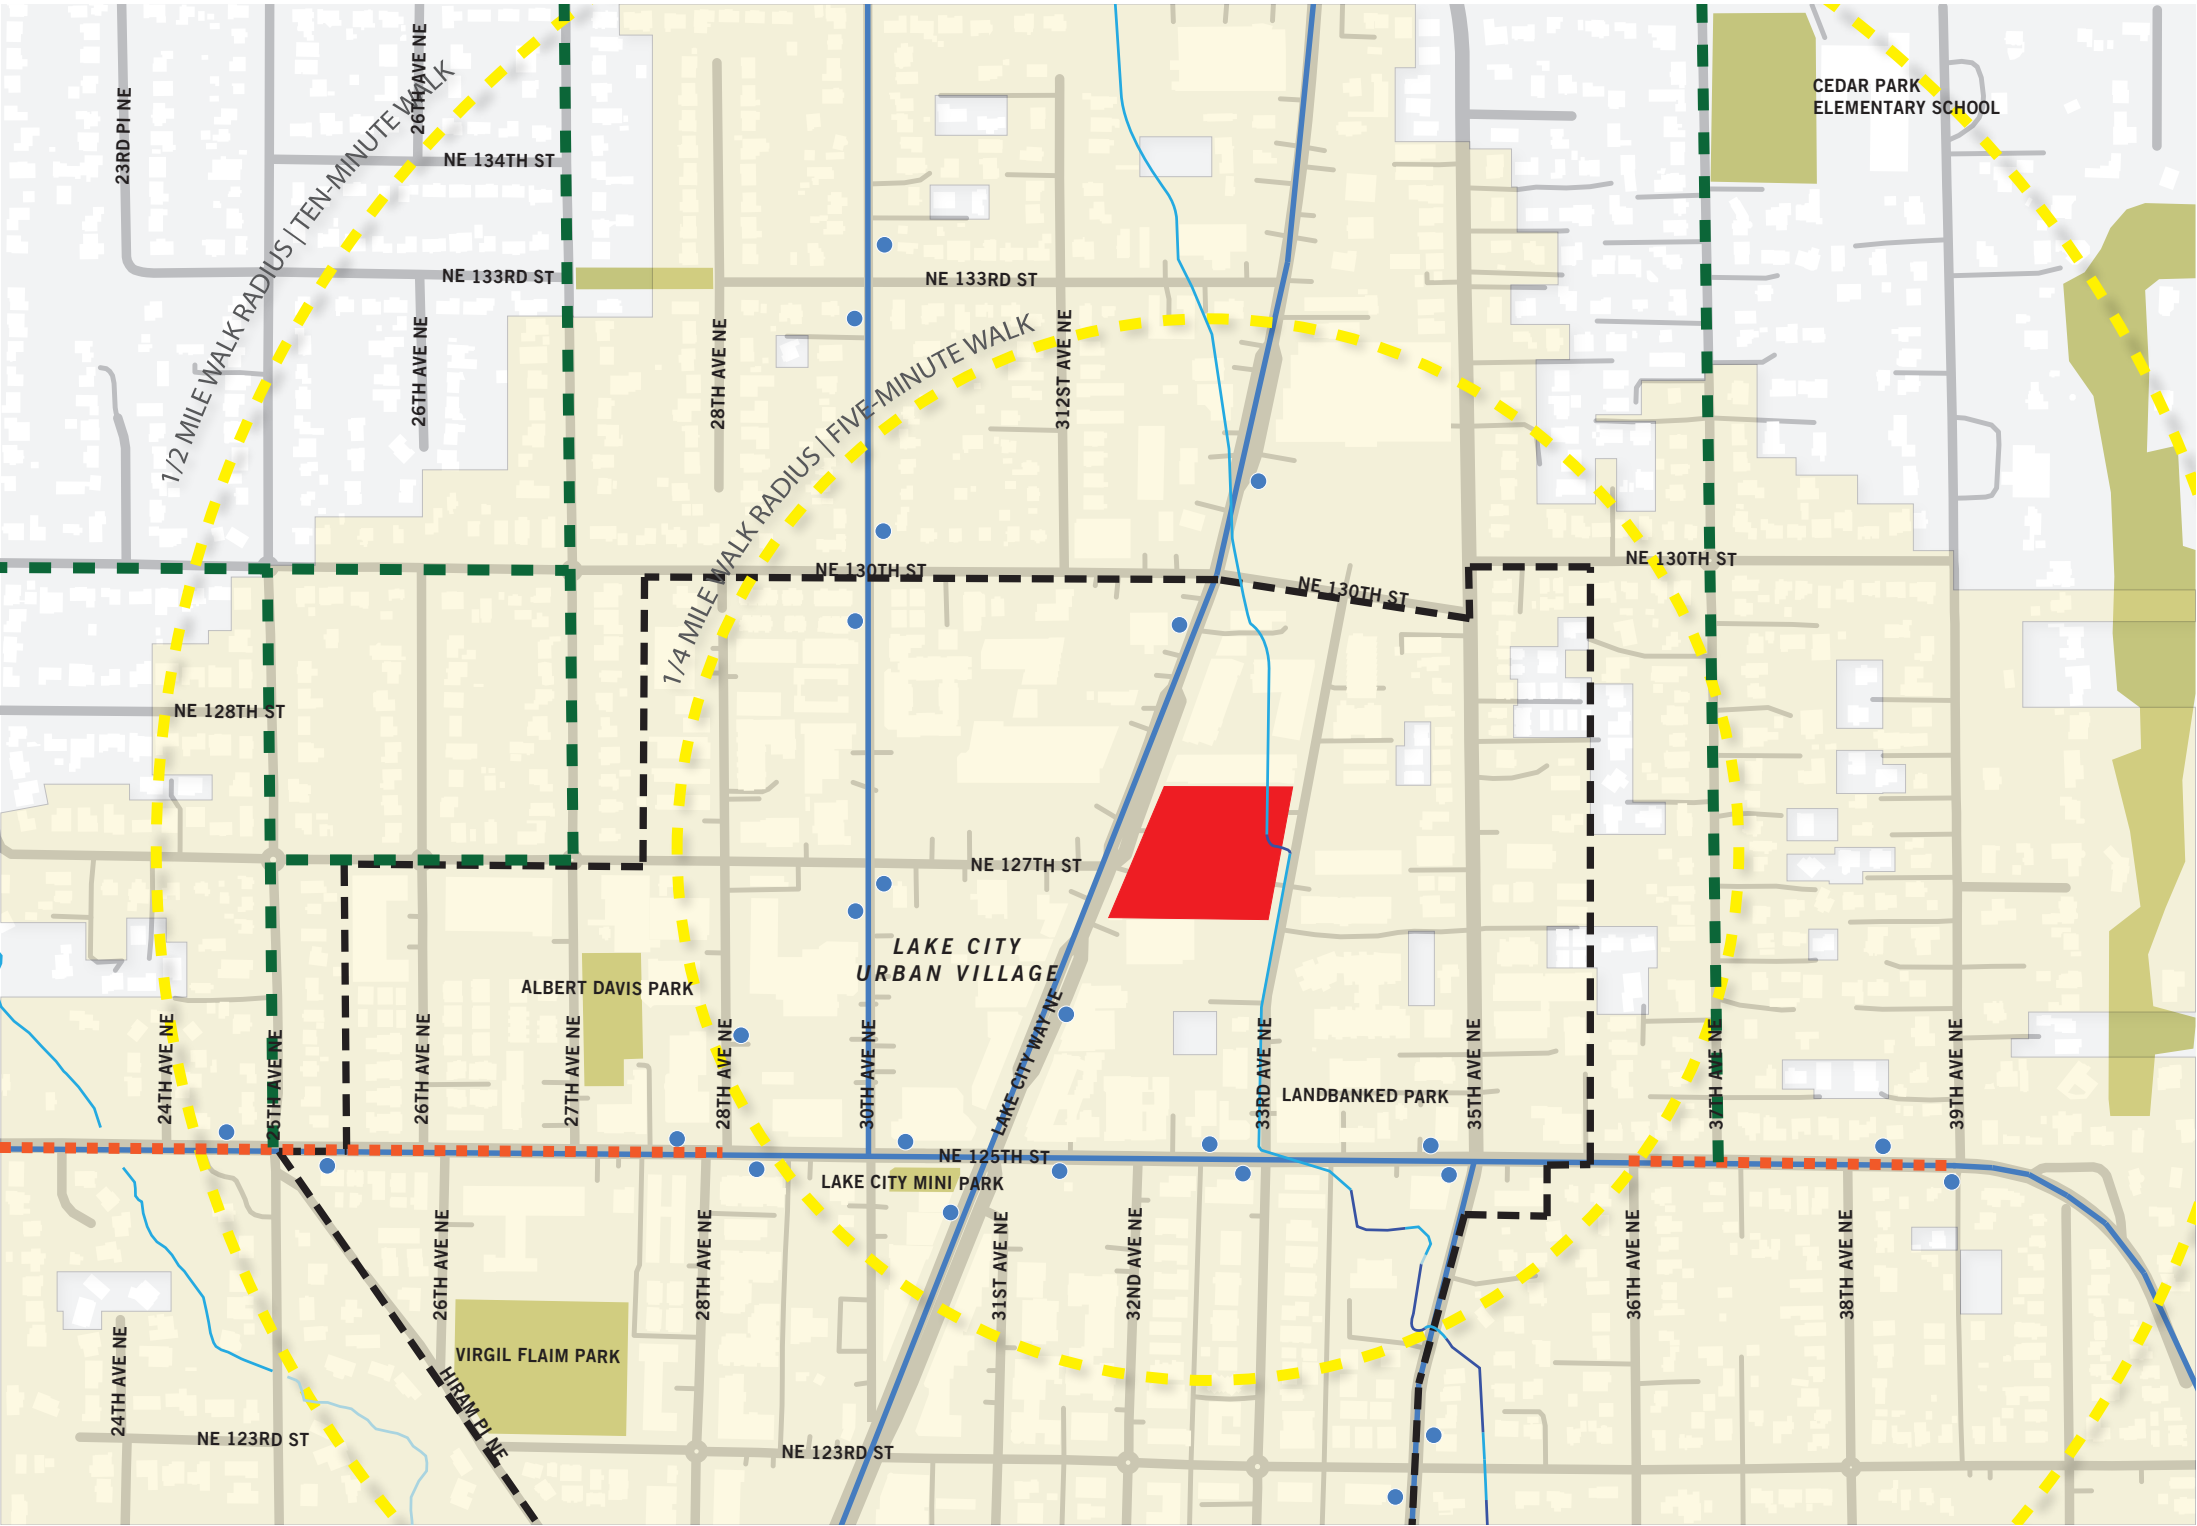 26TH AVE NE
23RD PI NE
CEDAR PARK
ELEMENTARY SCHOOL
1/2 MILE WALK RADIUS | TEN-MINUTE WALK
NE 134TH ST
NE 133RD ST
NE 133RD ST
26TH AVE NE
28TH AVE NE
312ST AVE NE
1/4 MILE WALK RADIUS | FIVE-MINUTE WALK
NE 130TH ST
NE 130TH ST
NE 130TH ST
NE 128TH ST
NE 127TH ST
LAKE CITY
URBAN VILLAGE
ALBERT DAVIS PARK
24TH AVE NE
25TH AVE NE
26TH AVE NE
27TH AVE NE
28TH AVE NE
30TH AVE NE
LAKE CITY WAY NE
33RD AVE NE
LANDBANKED PARK
35TH AVE NE
37TH AVE NE
39TH AVE NE
NE 125TH ST
LAKE CITY MINI PARK
26TH AVE NE
28TH AVE NE
31ST AVE NE
32ND AVE NE
36TH AVE NE
38TH AVE NE
24TH AVE NE
VIRGIL FLAIM PARK
HIRAM PI NE
NE 123RD ST
NE 123RD ST